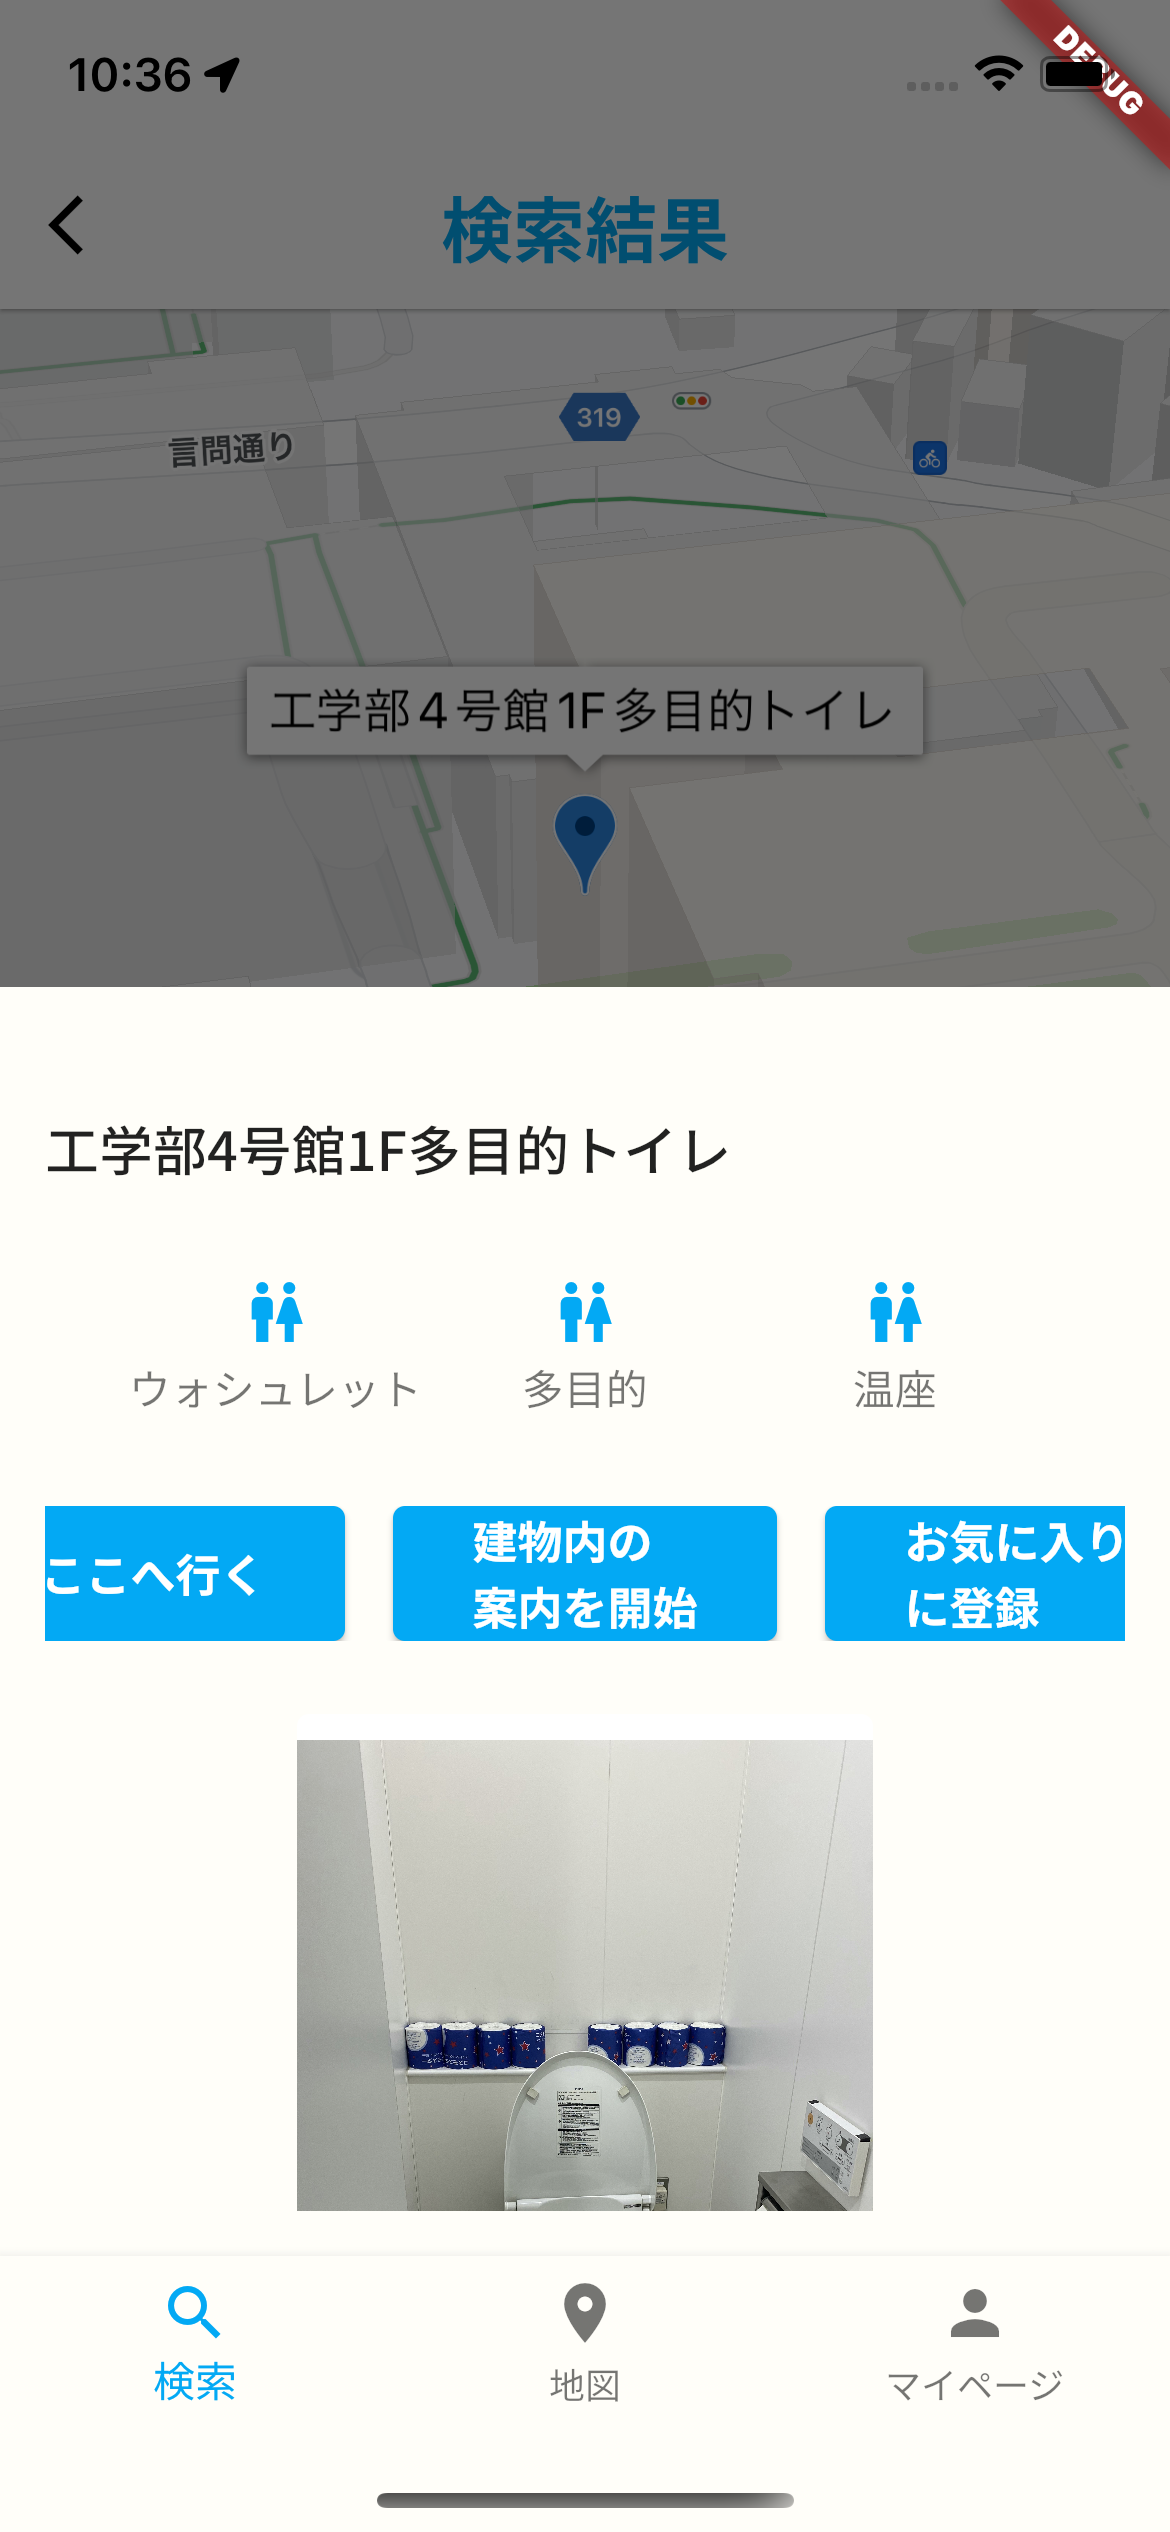 10:36
DEBUG
検索結果
319
言問通り
工学部4号館1F多目的トイレ
工学部4号館1F多目的トイレ
ウォシュレット
多目的
温座
ここへ行く
建物内の
案内を開始
お気に入り
に登録
検索
地図
マイページ